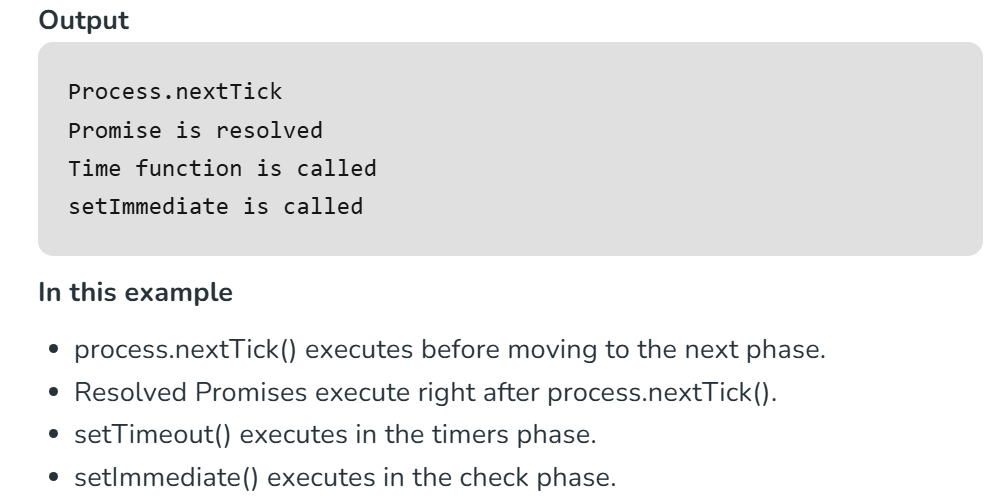 Output
Process.nextTick
Promise is resolved
Time function is called
setImmediate is called
In this example
• process.nextTick() executes before moving to the next phase.
• Resolved Promises execute right after process.nextTick().
• setTimeout() executes in the timers phase.
• setImmediate() executes in the check phase.